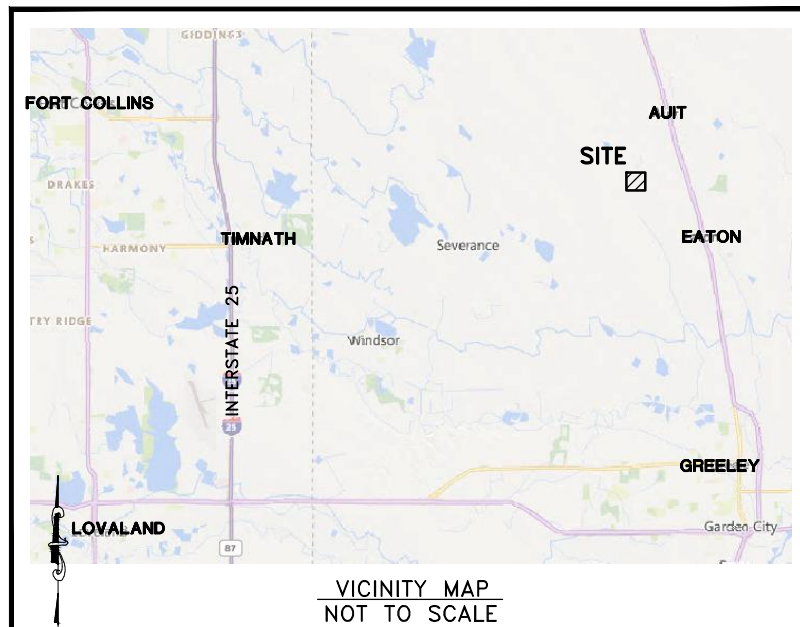 GIDDINGS
FORT COLLINS
AUIT
SITE
DRAKES
TIMNATH
EATON
HARMONY
Severance
INTERSTATE 25
TRY RIDGE
Windsor
25
GREELEY
LOVALAND
Garden City
87
VICINITY MAP
NOT TO SCALE